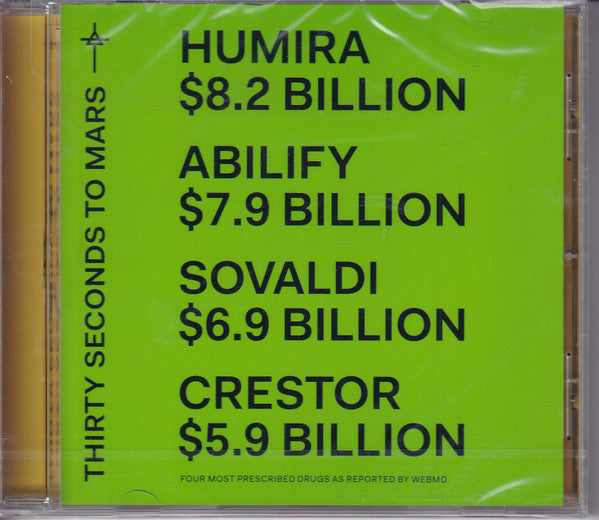 THIRTY SECONDS TO MARS
HUMIRA
$8.2 BILLION
ABILIFY
$7.9 BILLION
SOVALDI
$6.9 BILLION
CRESTOR
$5.9 BILLION
FOUR MOST PRESCRIBED DRUGS AS REPORTED BY WEBMD